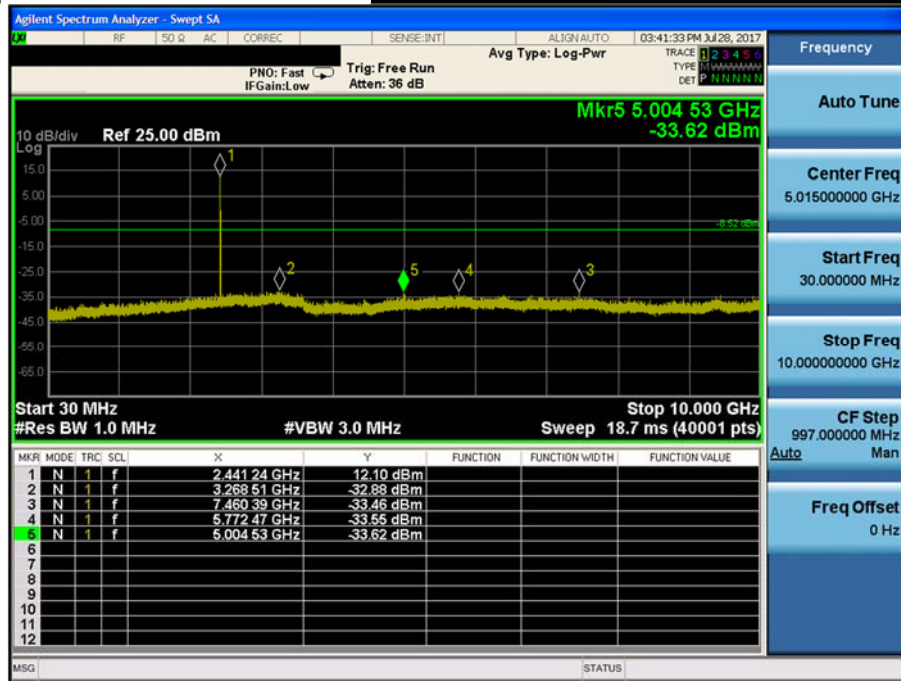 Agilent Spectrum Analyzer - Swept SA
LXI RF 50 Ω AC CORREC SENSE:INT ALIGNAUTO 03:41:33 PM Jul 28, 2017
Avg Type: Log-Pwr TRACE 1 2 3 4 5 6
PNO: Fast Trig: Free Run TYPE M W W W W W
IFGain:Low Atten: 36 dB DET P N N N N N
Mkr5 5.004 53 GHz
-33.62 dBm
10 dB/div Ref 25.00 dBm
Log
15.0
5.00
-5.00
-8.52 dBm
-15.0
-25.0
-35.0
-45.0
-55.0
-65.0
1
2
5
4
3
Start 30 MHz Stop 10.000 GHz
#Res BW 1.0 MHz #VBW 3.0 MHz Sweep 18.7 ms (40001 pts)
MKR MODE TRC SCL X Y FUNCTION FUNCTION WIDTH FUNCTION VALUE
1 N 1 f 2.441 24 GHz 12.10 dBm
2 N 1 f 3.268 51 GHz -32.88 dBm
3 N 1 f 7.460 39 GHz -33.46 dBm
4 N 1 f 5.772 47 GHz -33.55 dBm
5 N 1 f 5.004 53 GHz -33.62 dBm
6
7
8
9
10
11
12
MSG STATUS
Frequency
Auto Tune
Center Freq
5.015000000 GHz
Start Freq
30.000000 MHz
Stop Freq
10.000000000 GHz
CF Step
997.000000 MHz
Auto Man
Freq Offset
0 Hz